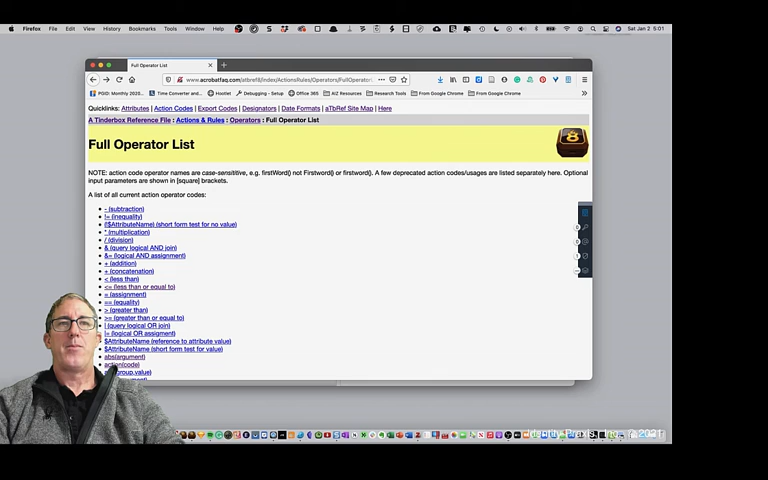 Firefox File Edit View History Bookmarks Tools Window Help
Sat Jan 2 5:01
Full Operator List
www.acrobatfaq.com/atbref8/index/ActionsRules/Operators/FullOperator...
PGID: Monthly 2020... Time Converter and... Hootlet Debugging - Setup Office 365 AIZ Resources Research Tools From Google Chrome From Google Chrome
Quicklinks: Attributes | Action Codes | Export Codes | Designators | Date Formats | aTbRef Site Map | Here
A Tinderbox Reference File : Actions & Rules : Operators : Full Operator List
Full Operator List
NOTE: action code operator names are case-sensitive, e.g. firstWord() not Firstword() or firstword(). A few deprecated action codes/usages are listed separately here. Optional
input parameters are shown in [square] brackets.
A list of all current action operator codes:
- (subtraction)
!= (inequality)
(!$AttributeName) (short form test for no value)
* (multiplication)
/ (division)
& (query logical AND join)
&= (logical AND assignment)
+ (addition)
+ (concatenation)
< (less than)
<= (less than or equal to)
= (assignment)
== (equality)
> (greater than)
>= (greater than or equal to)
| (query logical OR join)
|= (logical OR assigment)
$AttributeName (reference to attribute value)
$AttributeName (short form test for value)
abs(argument)
action(code)